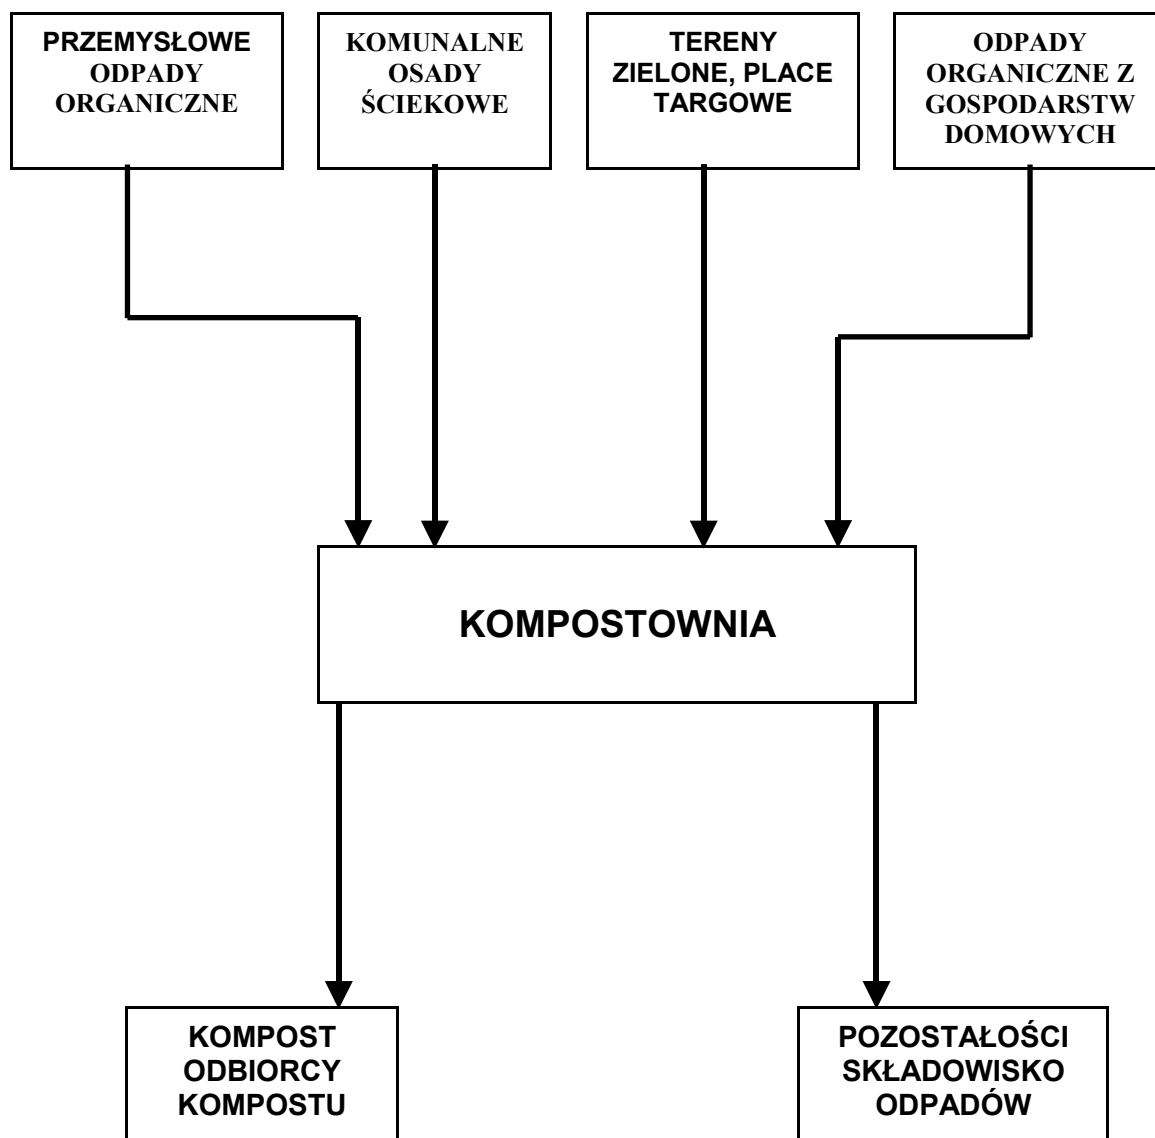 PRZEMYSŁOWE
ODPADY
ORGANICZNE
KOMUNALNE
OSADY
ŚCIEKOWE
TERENY
ZIELONE, PLACE
TARGOWE
ODPADY
ORGANICZNE Z
GOSPODARSTW
DOMOWYCH
KOMPOSTOWNIA
KOMPOST
ODBIORCY
KOMPOSTU
POZOSTAŁOŚCI
SKŁADOWISKO
ODPADÓW